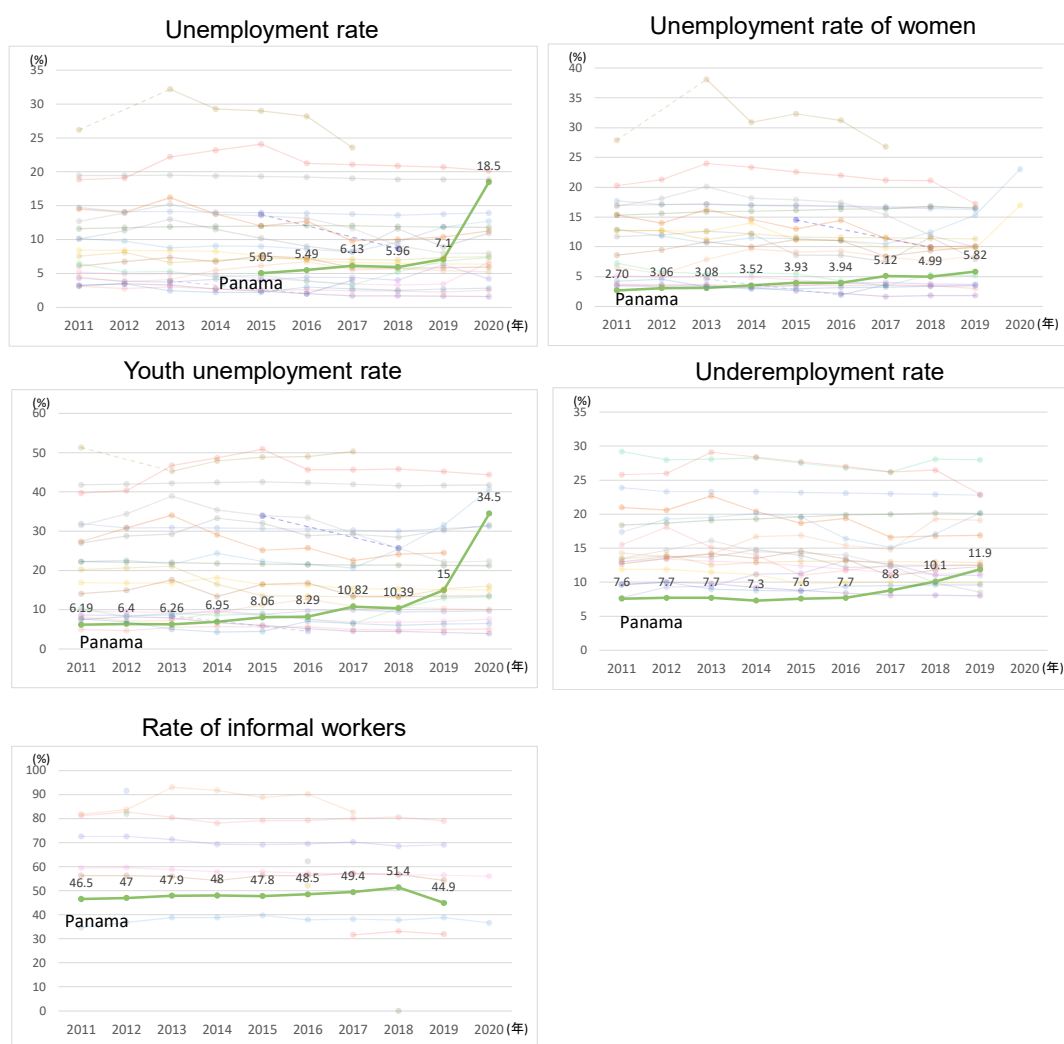 Unemployment rate
(%)
35
30
25
20
15
10
5
0
18.5
5.05 5.49 6.13 5.96 7.1
Panama
2011 2012 2013 2014 2015 2016 2017 2018 2019 2020 (年)
Unemployment rate of women
(%)
40
35
30
25
20
15
10
5
0
2.70 3.06 3.08 3.52 3.93 3.94 5.12 4.99 5.82
Panama
2011 2012 2013 2014 2015 2016 2017 2018 2019 2020 (年)
Youth unemployment rate
60
50
40
30
20
10
0
34.5
6.19 6.4 6.26 6.95 8.06 8.29 10.82 10.39 15
Panama
2011 2012 2013 2014 2015 2016 2017 2018 2019 2020 (年)
Underemployment rate
35
30
25
20
15
10
5
0
7.6 7.7 7.7 7.3 7.6 7.7 8.8 10.1 11.9
Panama
2011 2012 2013 2014 2015 2016 2017 2018 2019 2020 (年)
Rate of informal workers
(%)
100
90
80
70
60
50
40
30
20
10
0
46.5 47 47.9 48 47.8 48.5 49.4 51.4 44.9
Panama
2011 2012 2013 2014 2015 2016 2017 2018 2019 2020 (年)